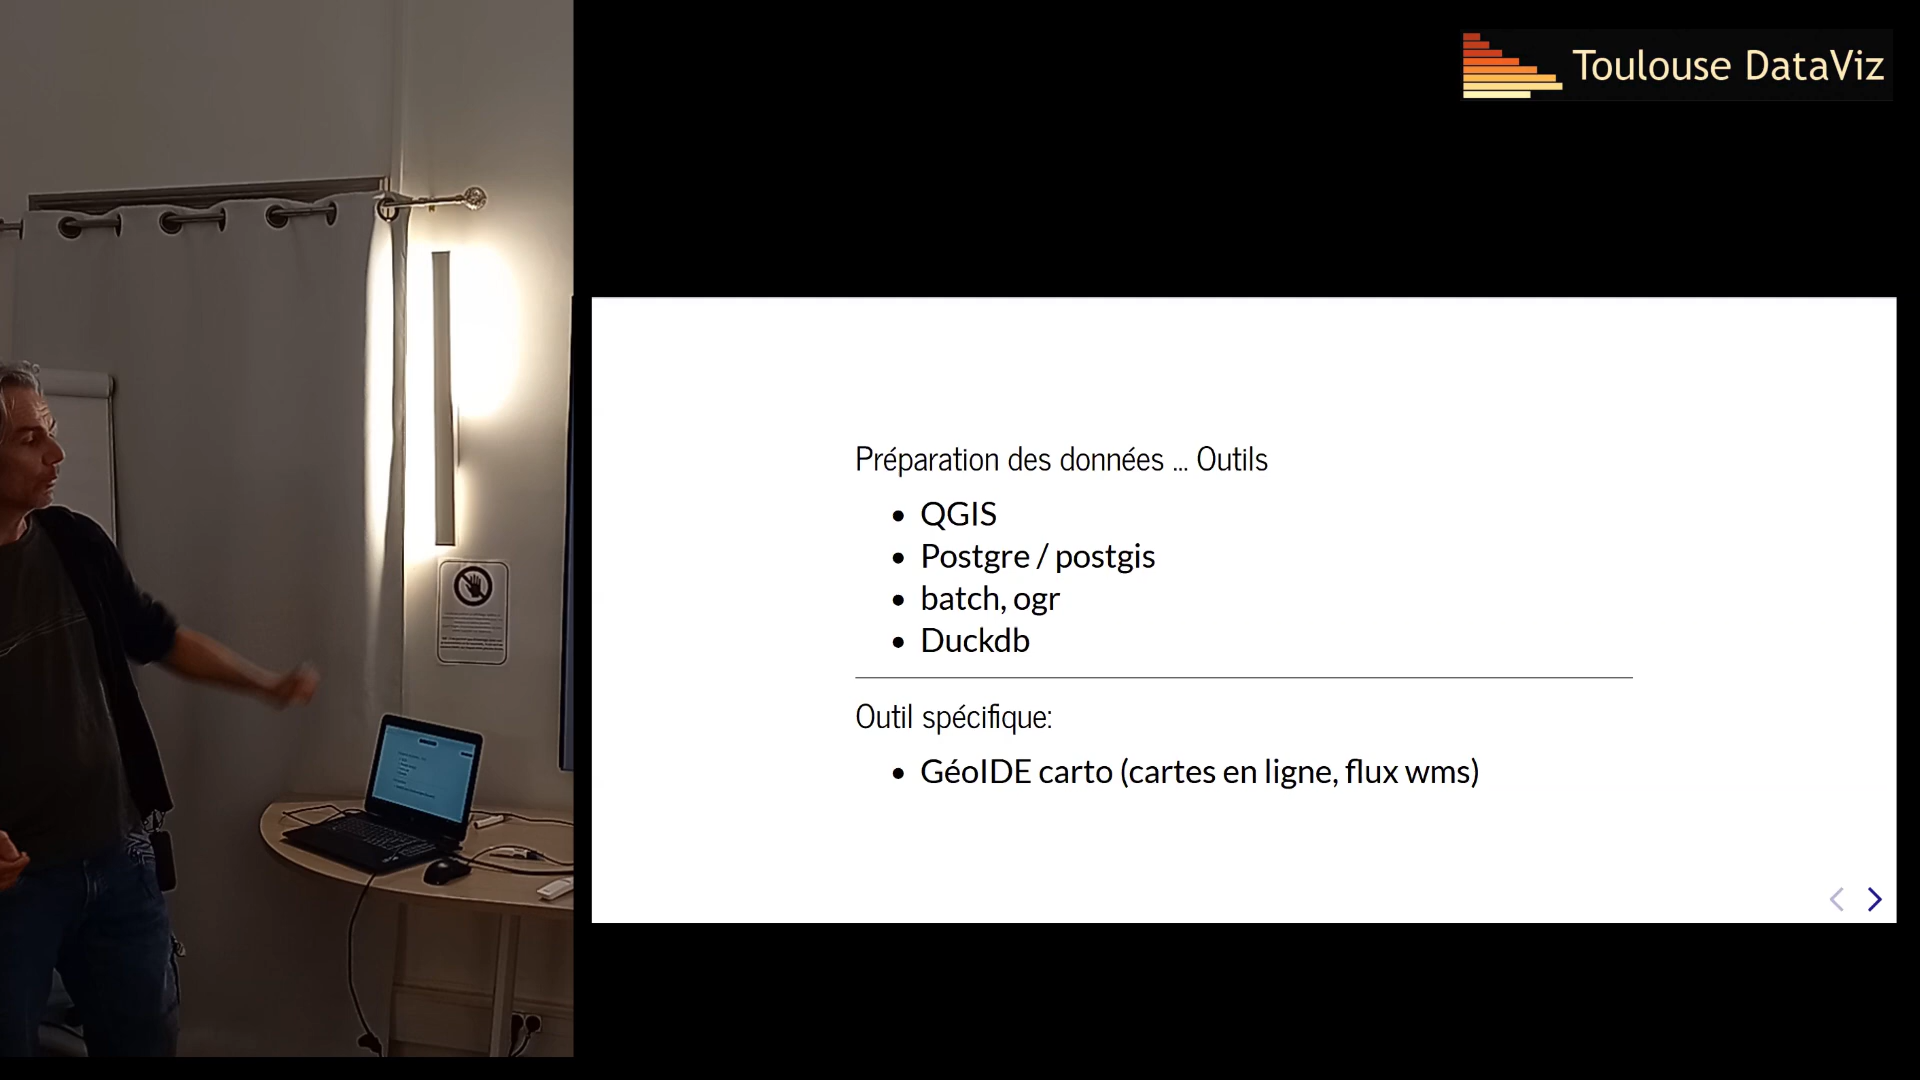 Toulouse DataViz
Préparation des données ... Outils
QGIS
Postgre / postgis
batch, ogr
Duckdb
Outil spécifique:
GéoIDE carto (cartes en ligne, flux wms)